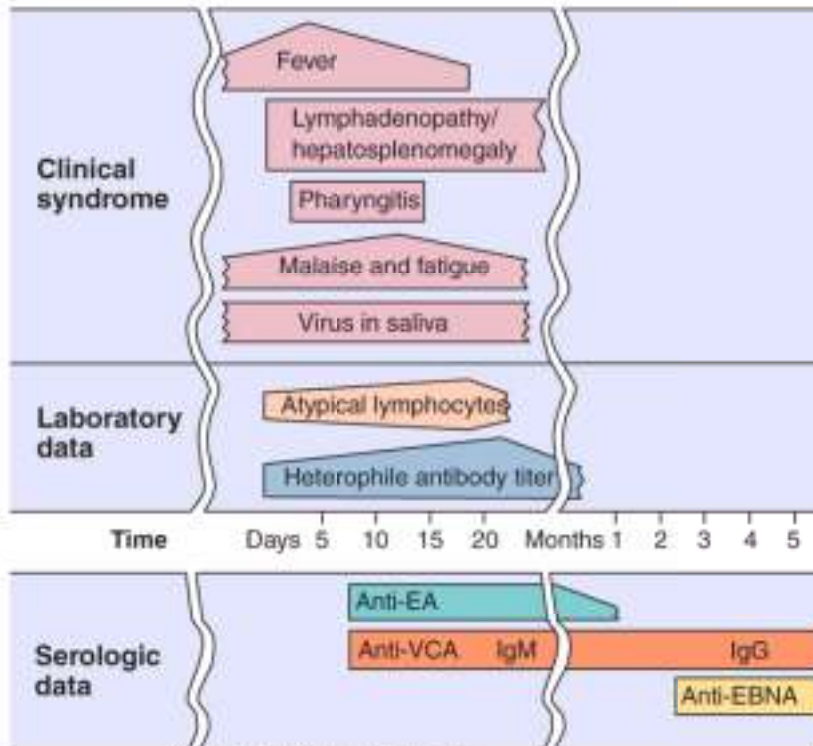 Clinical
syndrome
Fever
Lymphadenopathy/
hepatosplenomegaly
Pharyngitis
Malaise and fatigue
Virus in saliva
Laboratory
data
Atypical lymphocytes
Heterophile antibody titer
Time Days 5 10 15 20 Months 1 2 3 4 5
Serologic
data
Anti-EA
Anti-VCA IgM IgG
Anti-EBNA